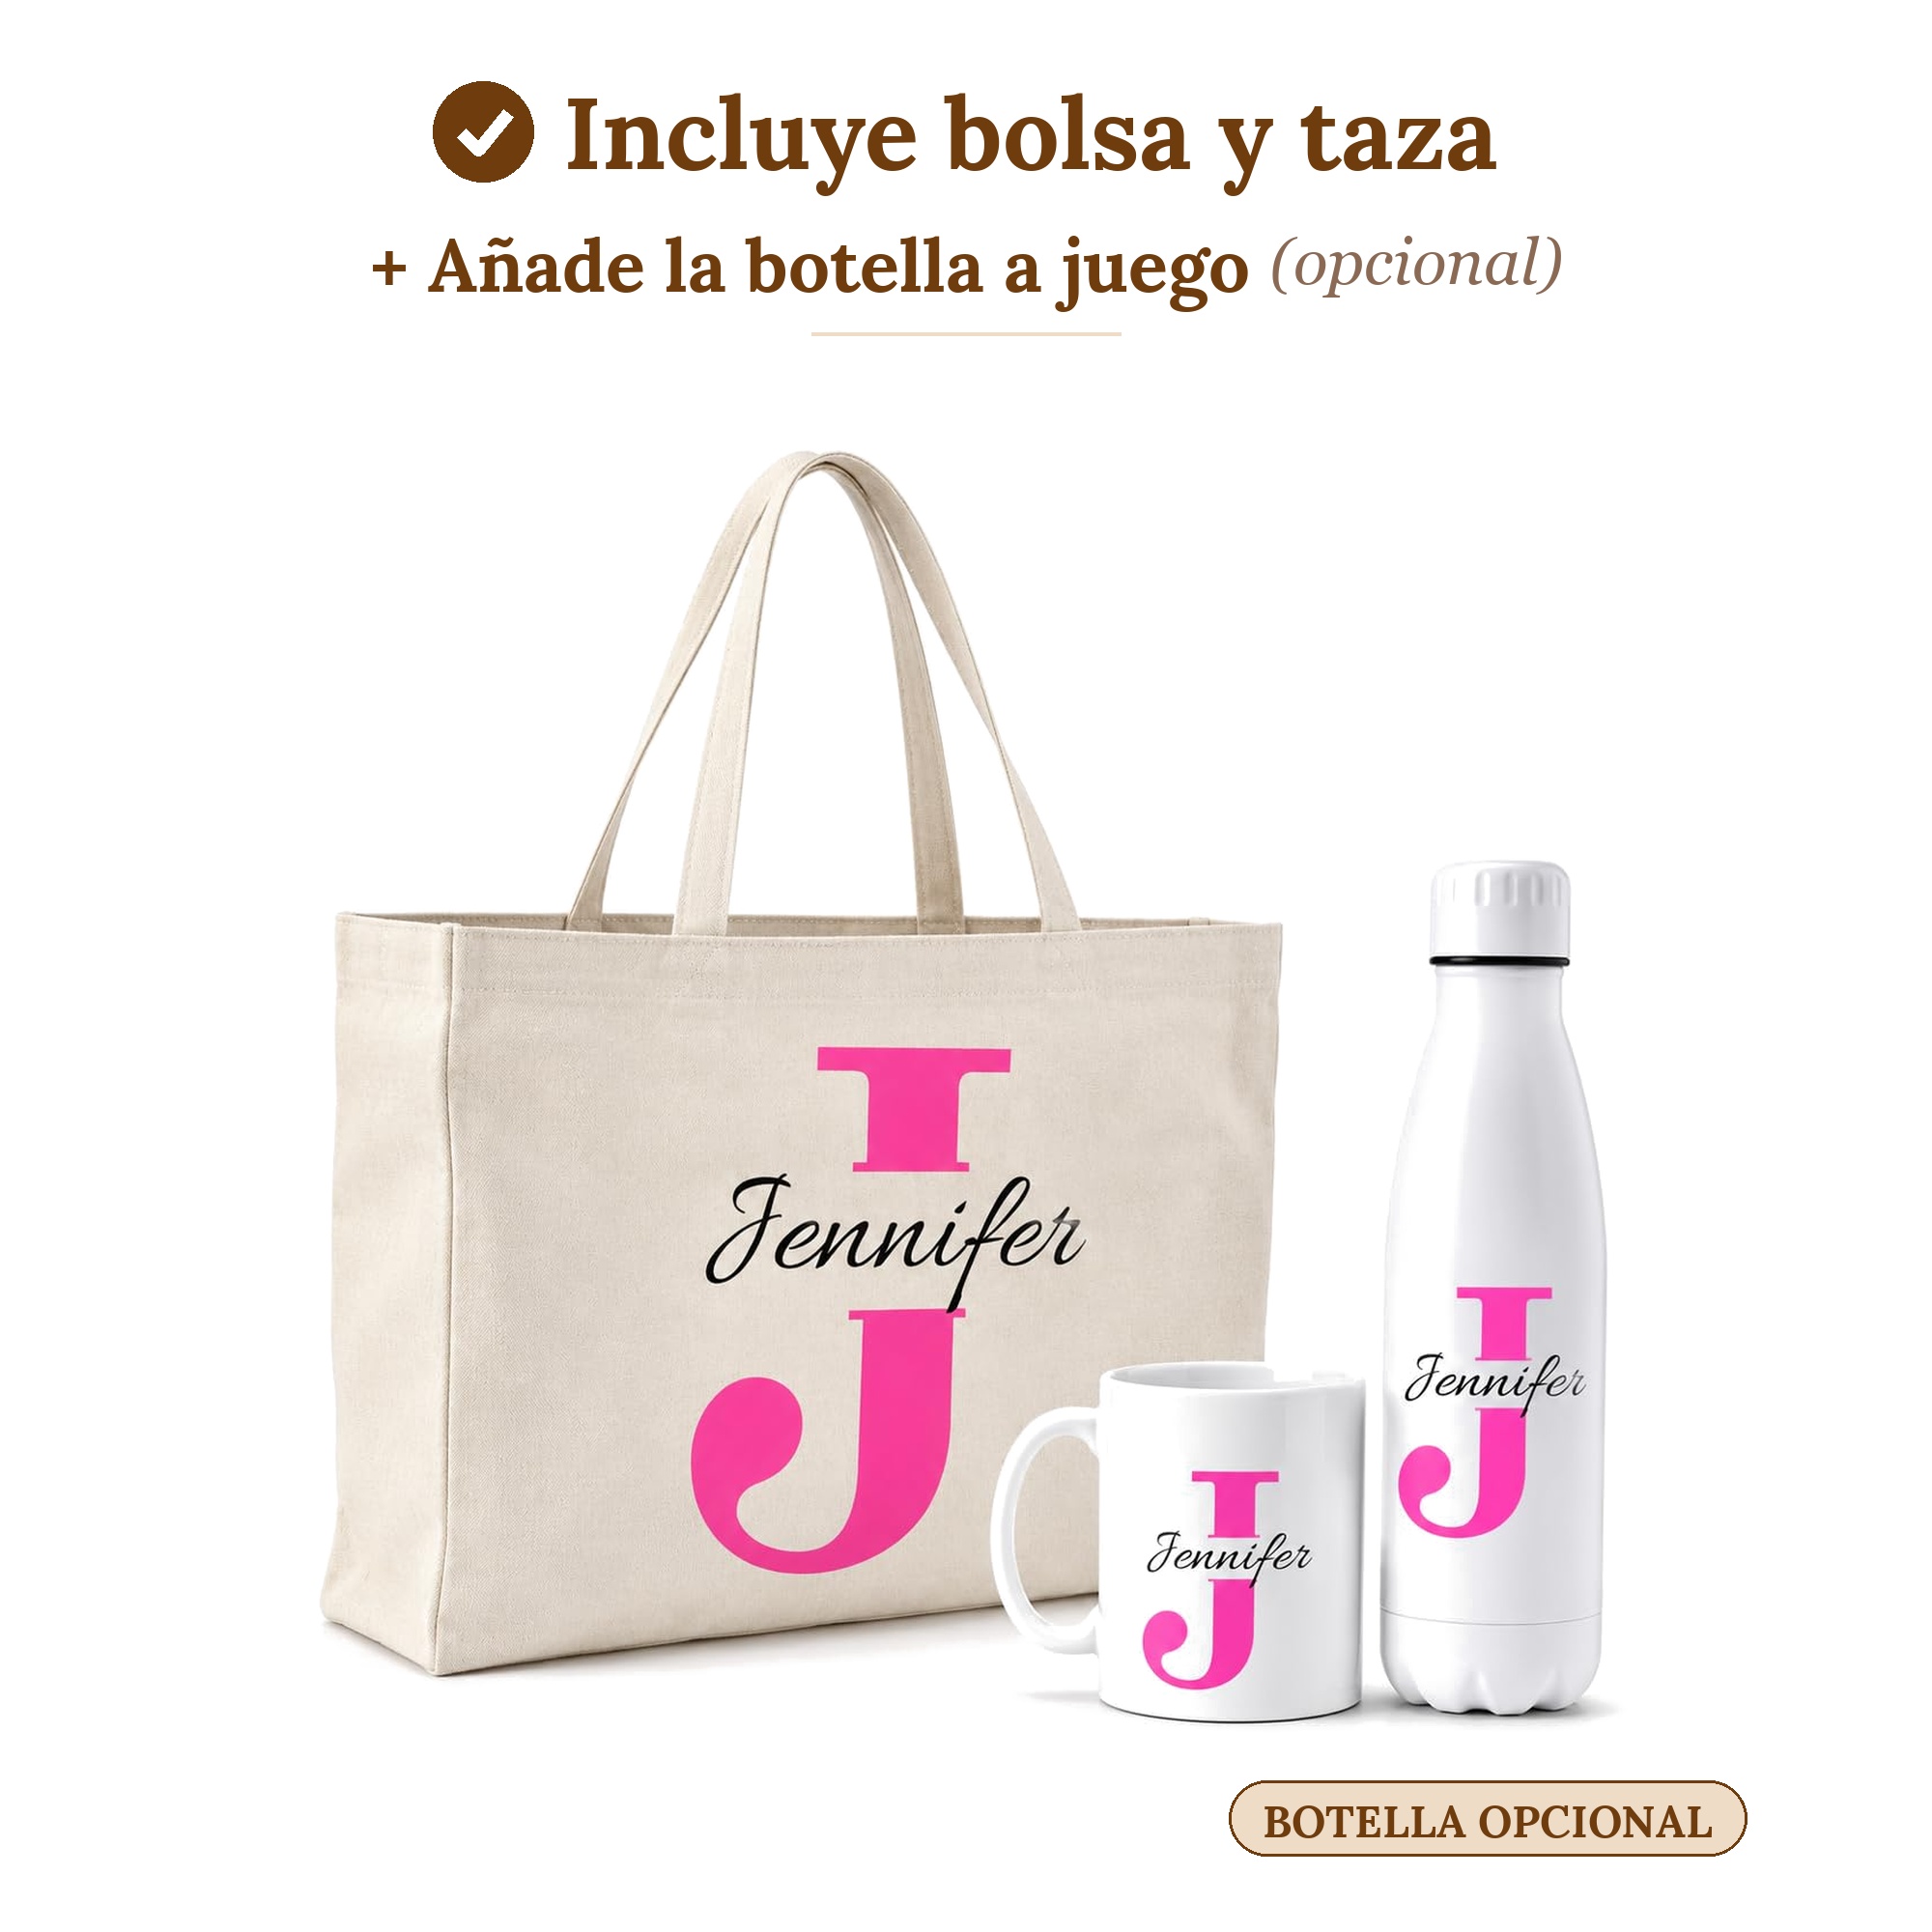 Incluye bolsa y taza
+ Añade la botella a juego (opcional)
J
Jennifer
J
Jennifer
J
Jennifer
BOTELLA OPCIONAL